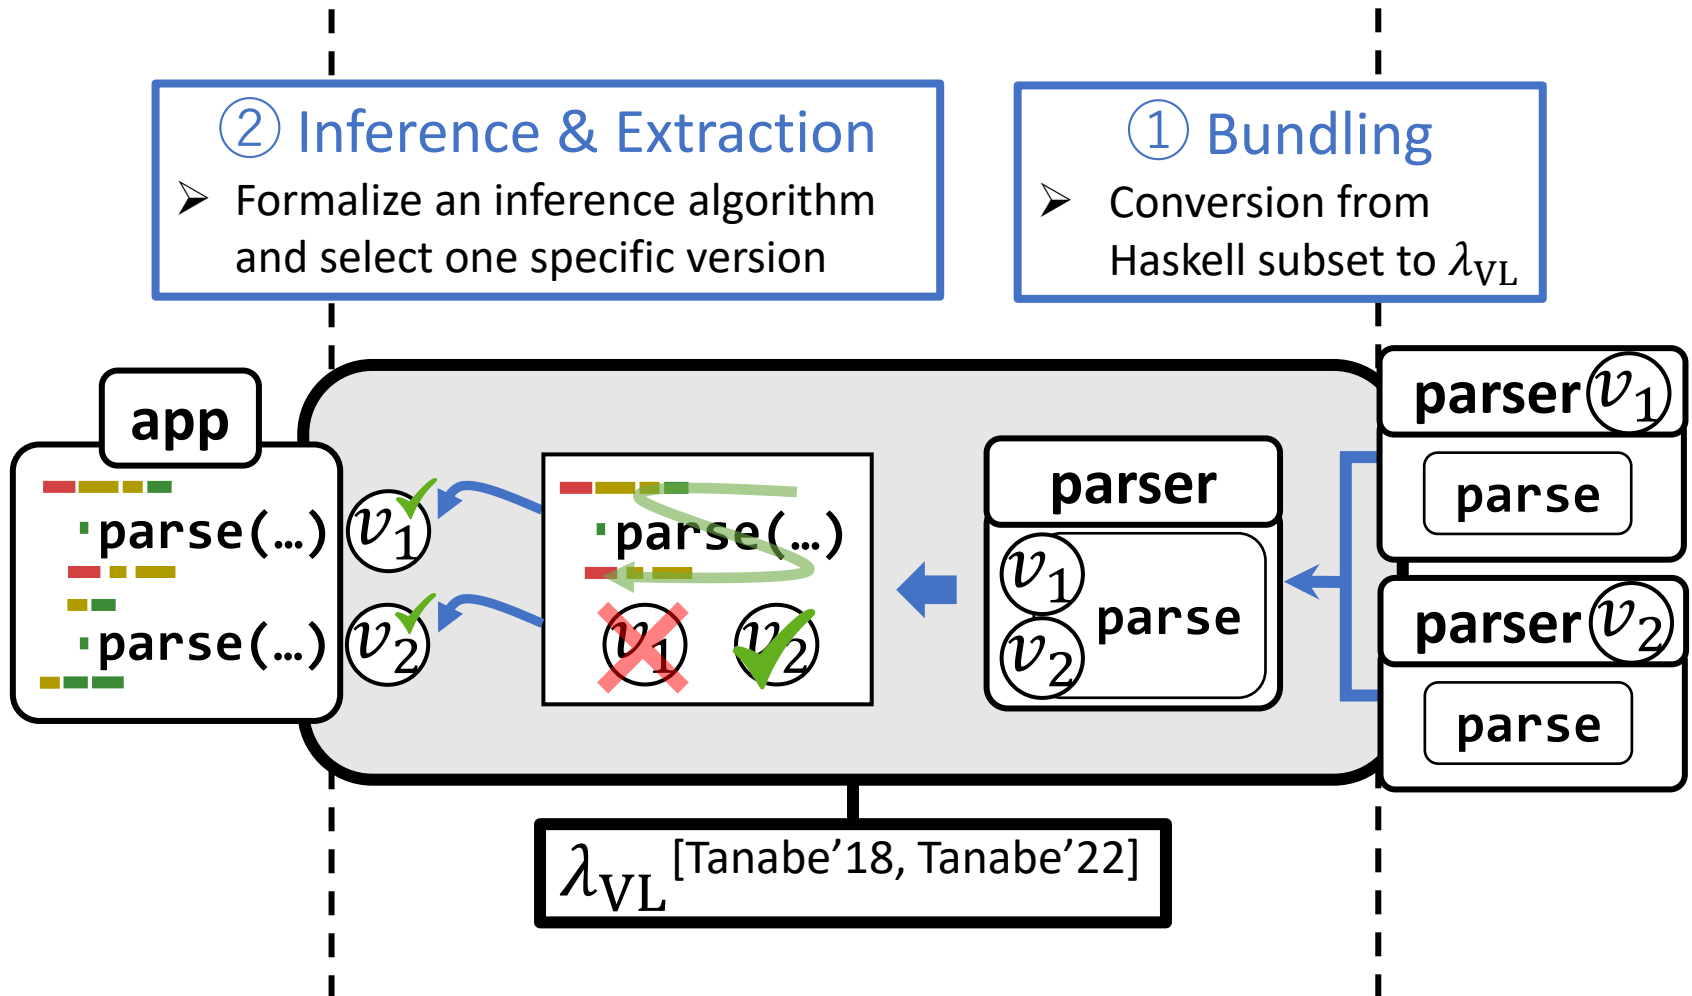 ② Inference & Extraction
➢ Formalize an inference algorithm
and select one specific version
① Bundling
➢ Conversion from
Haskell subset to λVL
app
parse(…) v1
parse(…) v2
parse(…)
v1 v2
parser
v1
v2
parse
parser v1
parse
parser v2
parse
λVL [Tanabe’18, Tanabe’22]